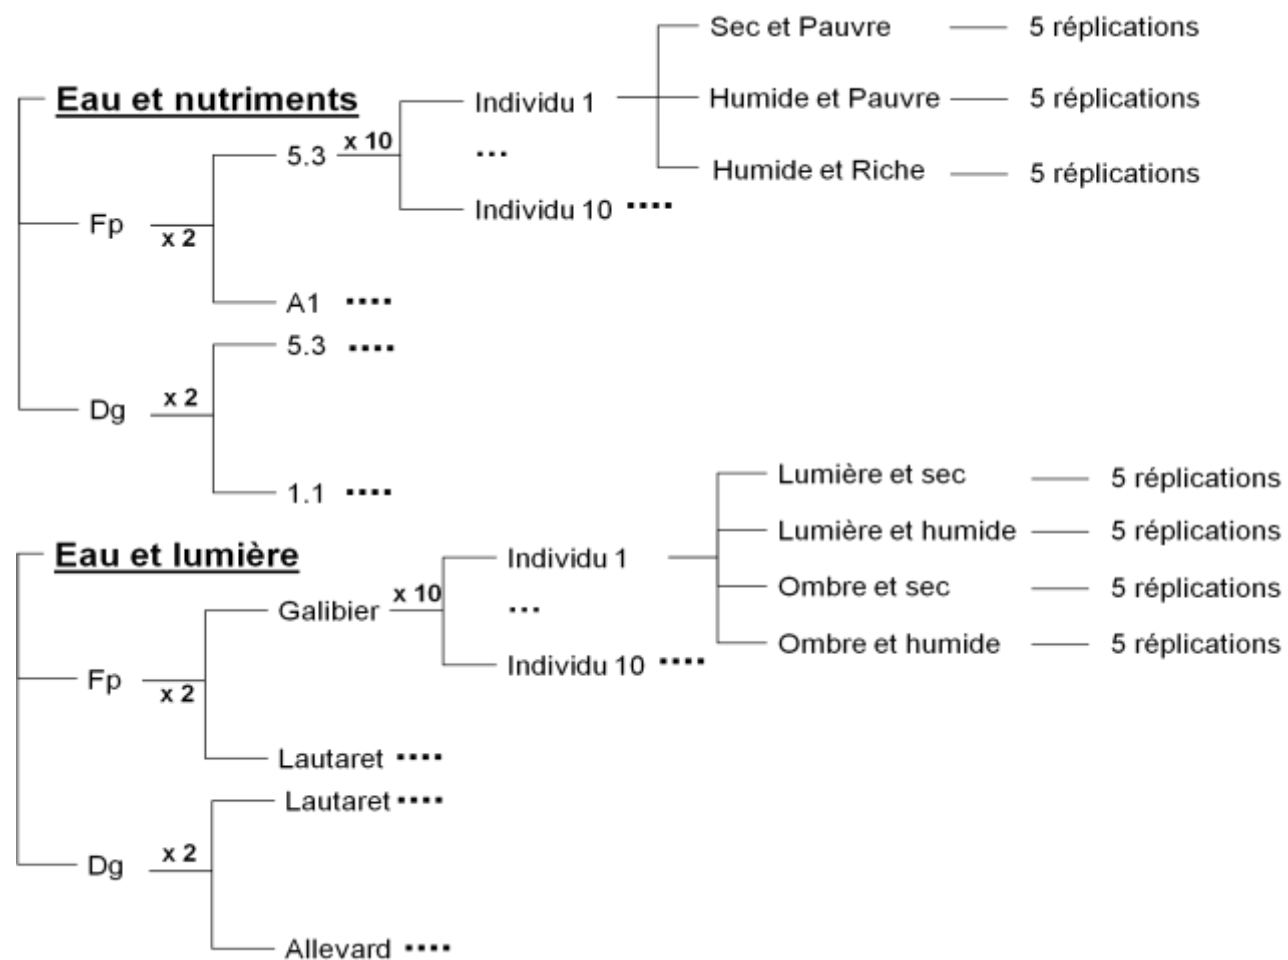 Sec et Pauvre 5 réplications
Eau et nutriments
Individu 1
Humide et Pauvre 5 réplications
5.3 x 10
...
Humide et Riche 5 réplications
Individu 10 ....
Fp x 2
A1 ....
5.3 ....
Dg x 2
1.1 ....
Lumière et sec 5 réplications
Lumière et humide 5 réplications
Eau et lumière
Individu 1
Ombre et sec 5 réplications
Galibier x 10
...
Ombre et humide 5 réplications
Individu 10 ....
Fp x 2
Lautaret ....
Lautaret ....
Dg x 2
Allevard ....